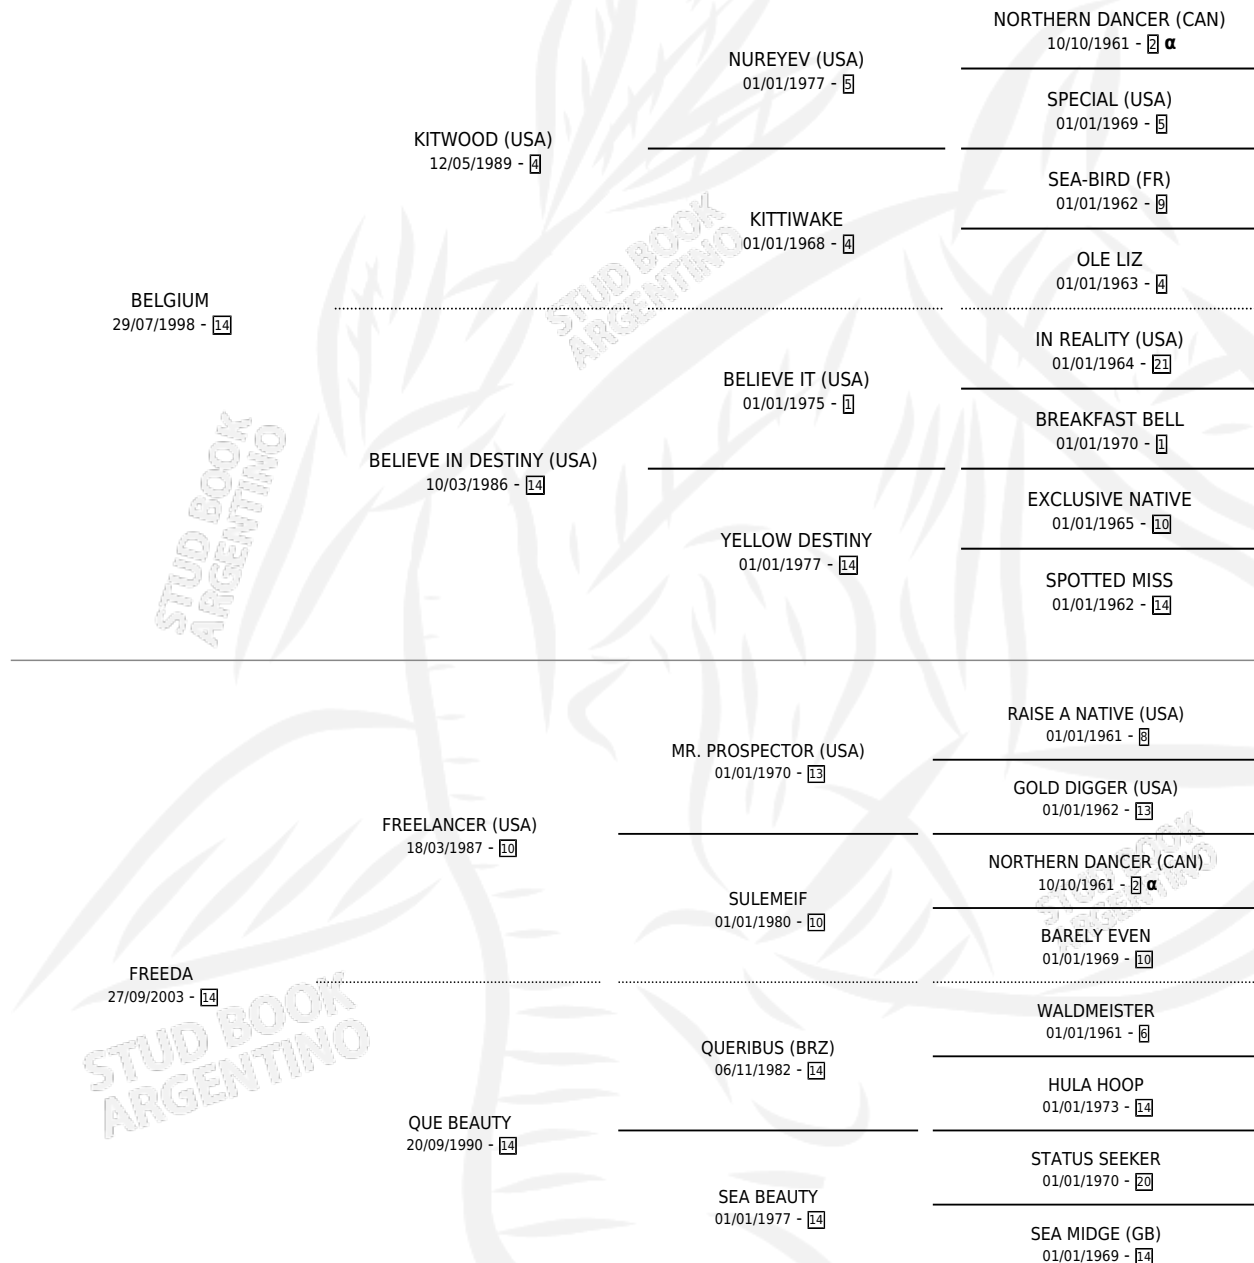 NORTHERN DANCER (CAN)
10/10/1961 - 2 α
NUREYEV (USA)
01/01/1977 - 5
SPECIAL (USA)
01/01/1969 - 5
KITWOOD (USA)
12/05/1989 - 4
SEA-BIRD (FR)
01/01/1962 - 9
KITTIWAKE
01/01/1968 - 4
OLE LIZ
01/01/1963 - 4
BELGIUM
29/07/1998 - 14
IN REALITY (USA)
01/01/1964 - 21
BELIEVE IT (USA)
01/01/1975 - 1
BREAKFAST BELL
01/01/1970 - 1
BELIEVE IN DESTINY (USA)
10/03/1986 - 14
EXCLUSIVE NATIVE
01/01/1965 - 10
YELLOW DESTINY
01/01/1977 - 14
SPOTTED MISS
01/01/1962 - 14
RAISE A NATIVE (USA)
01/01/1961 - 8
MR. PROSPECTOR (USA)
01/01/1970 - 13
GOLD DIGGER (USA)
01/01/1962 - 13
FREELANCER (USA)
18/03/1987 - 10
NORTHERN DANCER (CAN)
10/10/1961 - 2 α
SULEMEIF
01/01/1980 - 10
BARELY EVEN
01/01/1969 - 10
FREEDA
27/09/2003 - 14
WALDMEISTER
01/01/1961 - 6
QUERIBUS (BRZ)
06/11/1982 - 14
HULA HOOP
01/01/1973 - 14
QUE BEAUTY
20/09/1990 - 14
STATUS SEEKER
01/01/1970 - 20
SEA BEAUTY
01/01/1977 - 14
SEA MIDGE (GB)
01/01/1969 - 14
STUD BOOK
ARGENTINO
STUD BOOK
ARGENTINO
STUD BOOK
ARGENTINO
STUD BOOK
ARGENTINO